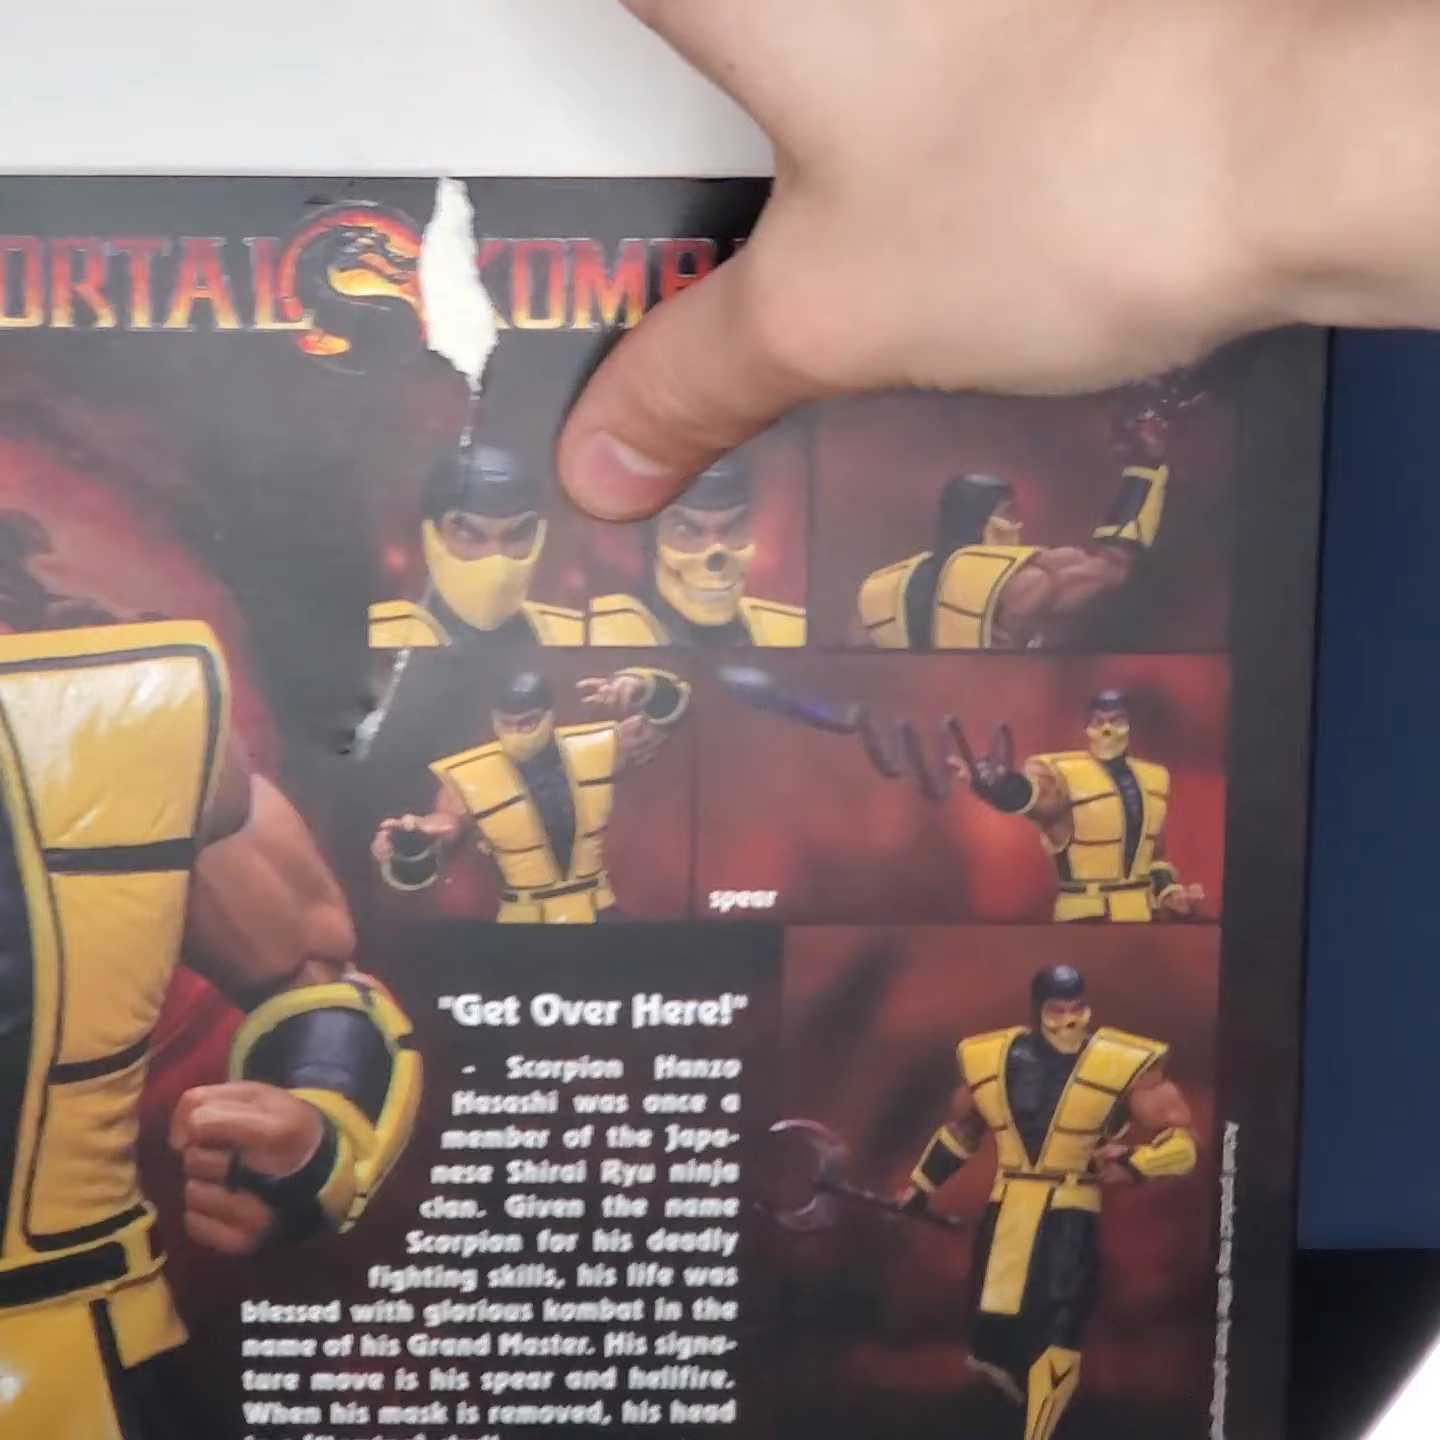 ORTAL KOMB
spear
"Get Over Here!"
- Scorpion Hanzo
Hasashi was once a
member of the Japa-
nese Shirai Ryu ninja
clan. Given the name
Scorpion for his deadly
fighting skills, his life was
blessed with glorious kombat in the
name of his Grand Master. His signa-
ture move is his spear and hellfire.
When his mask is removed, his head